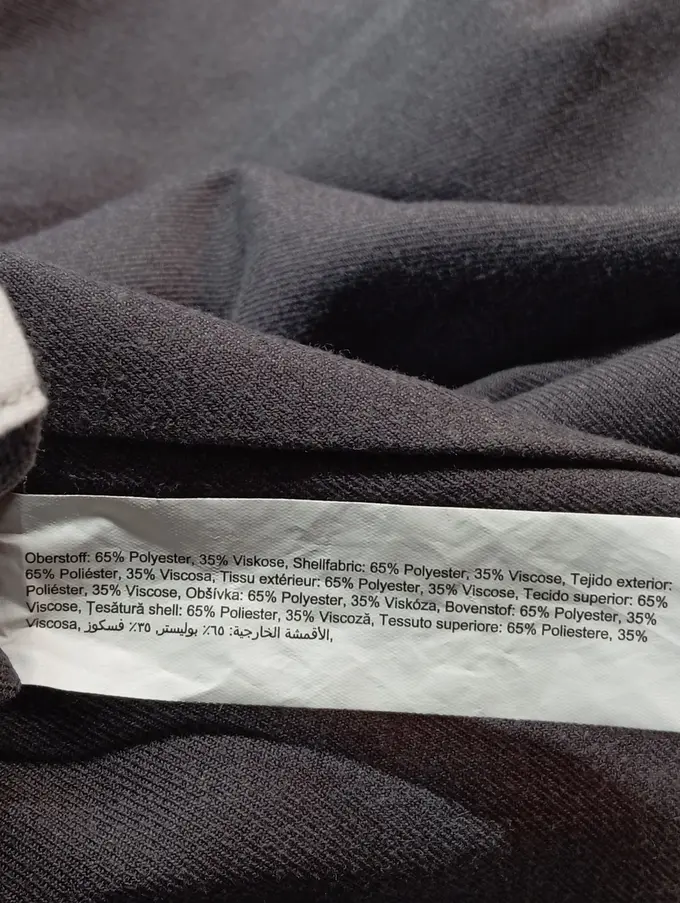 Oberstoff: 65% Polyester, 35% Viskose, Shellfabric: 65% Polyester, 35% Viscose, Tejido exterior:
65% Poliéster, 35% Viscosa, Tissu extérieur: 65% Polyester, 35% Viscose, Tecido superior: 65%
Poliéster, 35% Viscose, Obšívka: 65% Polyester, 35% Viskóza, Bovenstof: 65% Polyester, 35%
Viscose, Țesătură shell: 65% Poliester, 35% Viscoză, Tessuto superiore: 65% Poliestere, 35%
Viscosa, الأقمشة الخارجية: ٦٥٪ بوليستر, ٣٥٪ فسكوز,